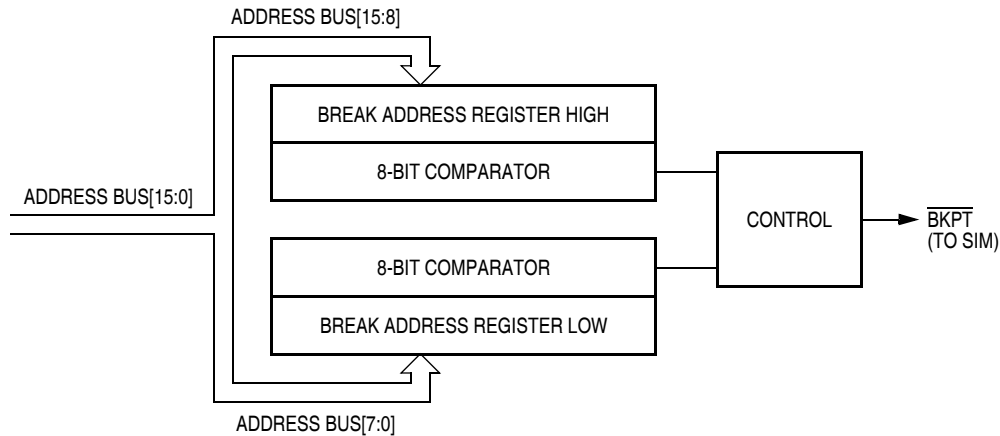 ADDRESS BUS[15:8]
BREAK ADDRESS REGISTER HIGH
8-BIT COMPARATOR
ADDRESS BUS[15:0]
CONTROL
BKPT
(TO SIM)
8-BIT COMPARATOR
BREAK ADDRESS REGISTER LOW
ADDRESS BUS[7:0]